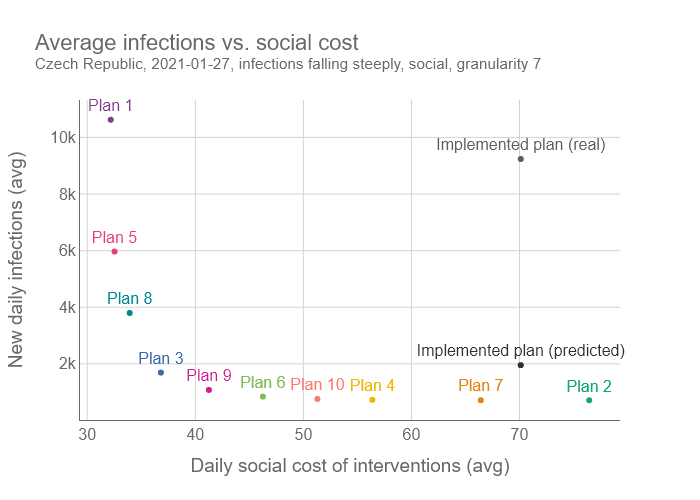 Average infections vs. social cost
Czech Republic, 2021-01-27, infections falling steeply, social, granularity 7
Plan 1
10k
Implemented plan (real)
8k
Plan 5
6k
Plan 8
4k
Implemented plan (predicted)
Plan 3
2k
Plan 9
Plan 6
Plan 10
Plan 4
Plan 7
Plan 2
New daily infections (avg)
30
40
50
60
70
Daily social cost of interventions (avg)